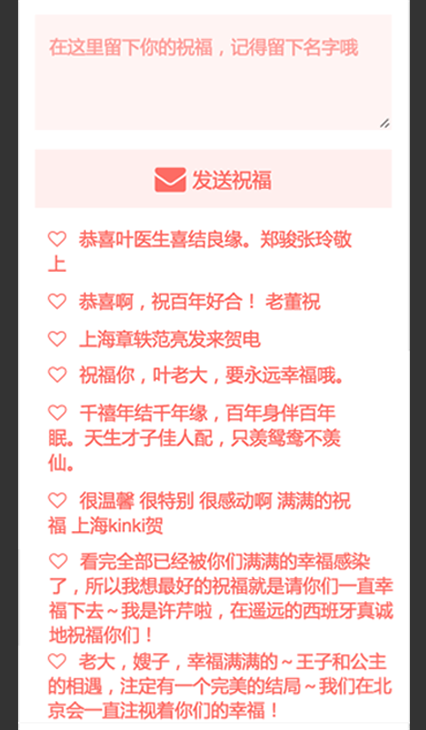 在这里留下你的祝福，记得留下名字哦
发送祝福
恭喜叶医生喜结良缘。郑骏张玲敬
上
恭喜啊，祝百年好合！ 老董祝
上海章轶范亮发来贺电
祝福你，叶老大，要永远幸福哦。
千禧年结千年缘，百年身伴百年
眠。天生才子佳人配，只羡鸳鸯不羡
仙。
很温馨 很特别 很感动啊 满满的祝
福 上海kinki贺
看完全部已经被你们满满的幸福感染
了，所以我想最好的祝福就是请你们一直幸
福下去～我是许芹啦，在遥远的西班牙真诚
地祝福你们！
老大，嫂子，幸福满满的～王子和公主
的相遇，注定有一个完美的结局～我们在北
京会一直注视着你们的幸福！